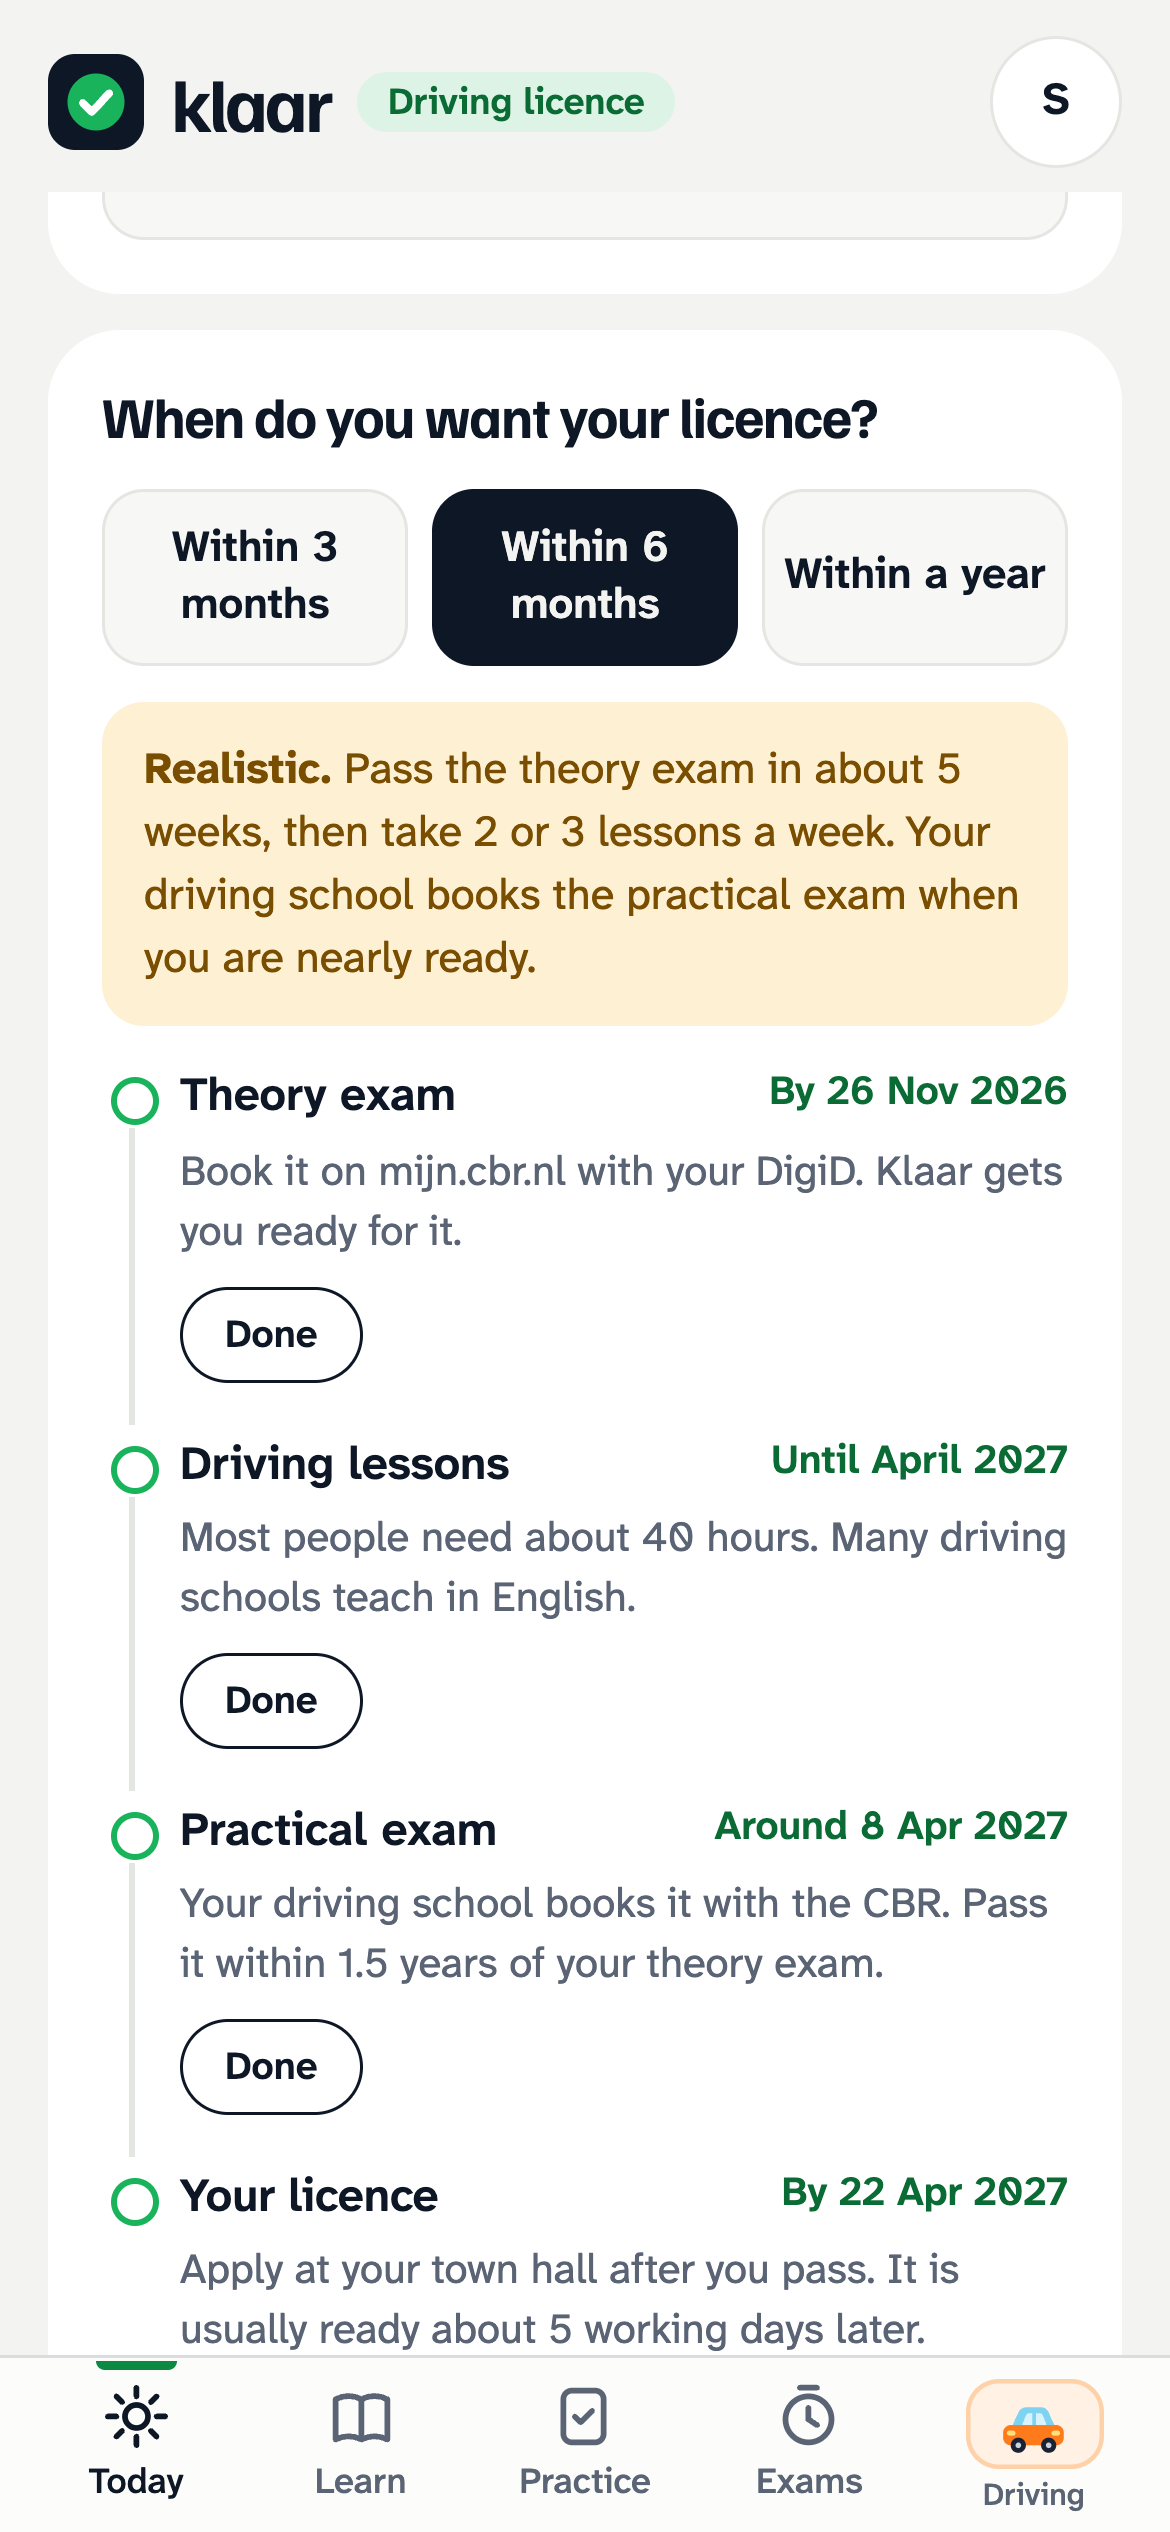 klaar
Driving licence
S
When do you want your licence?
Within 3
months
Within 6
months
Within a year
Realistic. Pass the theory exam in about 5
weeks, then take 2 or 3 lessons a week. Your
driving school books the practical exam when
you are nearly ready.
Theory exam
By 26 Nov 2026
Book it on mijn.cbr.nl with your DigiD. Klaar gets
you ready for it.
Done
Driving lessons
Until April 2027
Most people need about 40 hours. Many driving
schools teach in English.
Done
Practical exam
Around 8 Apr 2027
Your driving school books it with the CBR. Pass
it within 1.5 years of your theory exam.
Done
Your licence
By 22 Apr 2027
Apply at your town hall after you pass. It is
usually ready about 5 working days later.
Today
Learn
Practice
Exams
Driving